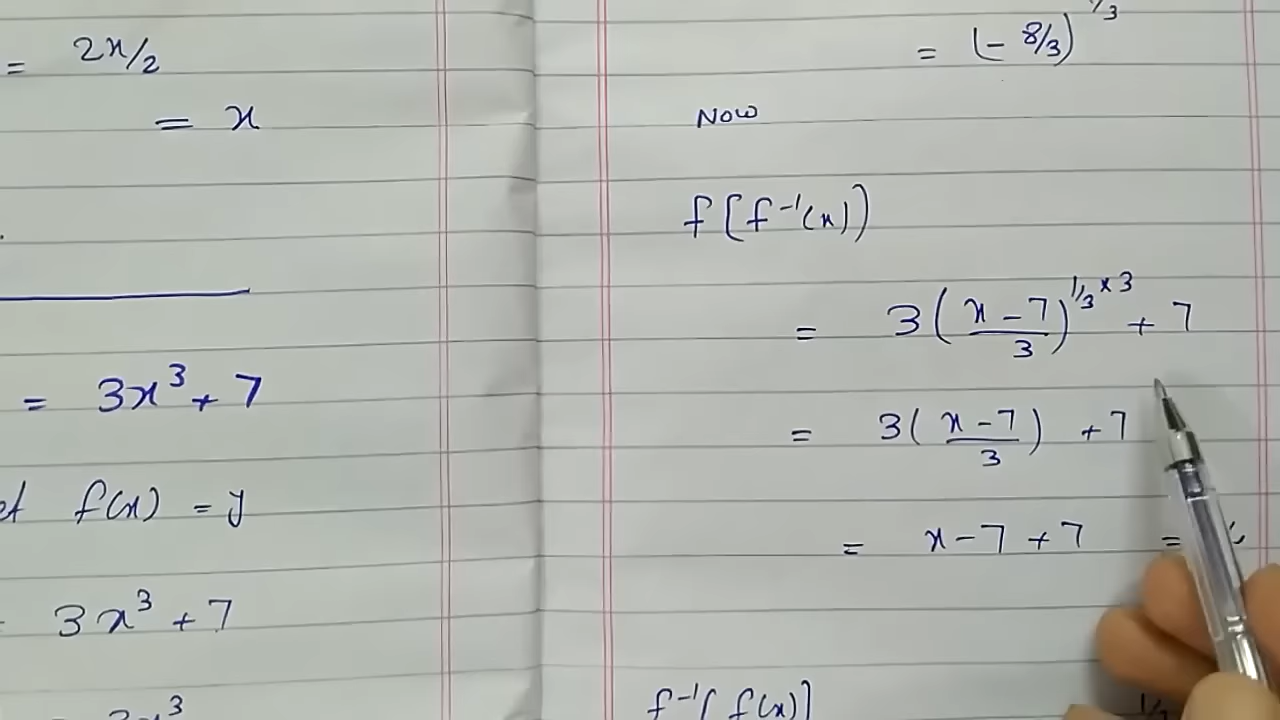 = 2x/2
= x
= 3x³ + 7
f(x) = y
3x³ + 7
= (- 8/3)^1/3
Now
f[f⁻¹(x))
= 3(x - 7/3)^1/3 × 3 + 7
= 3(x - 7/3) + 7
= x - 7 + 7 =
f⁻¹[f(x)]